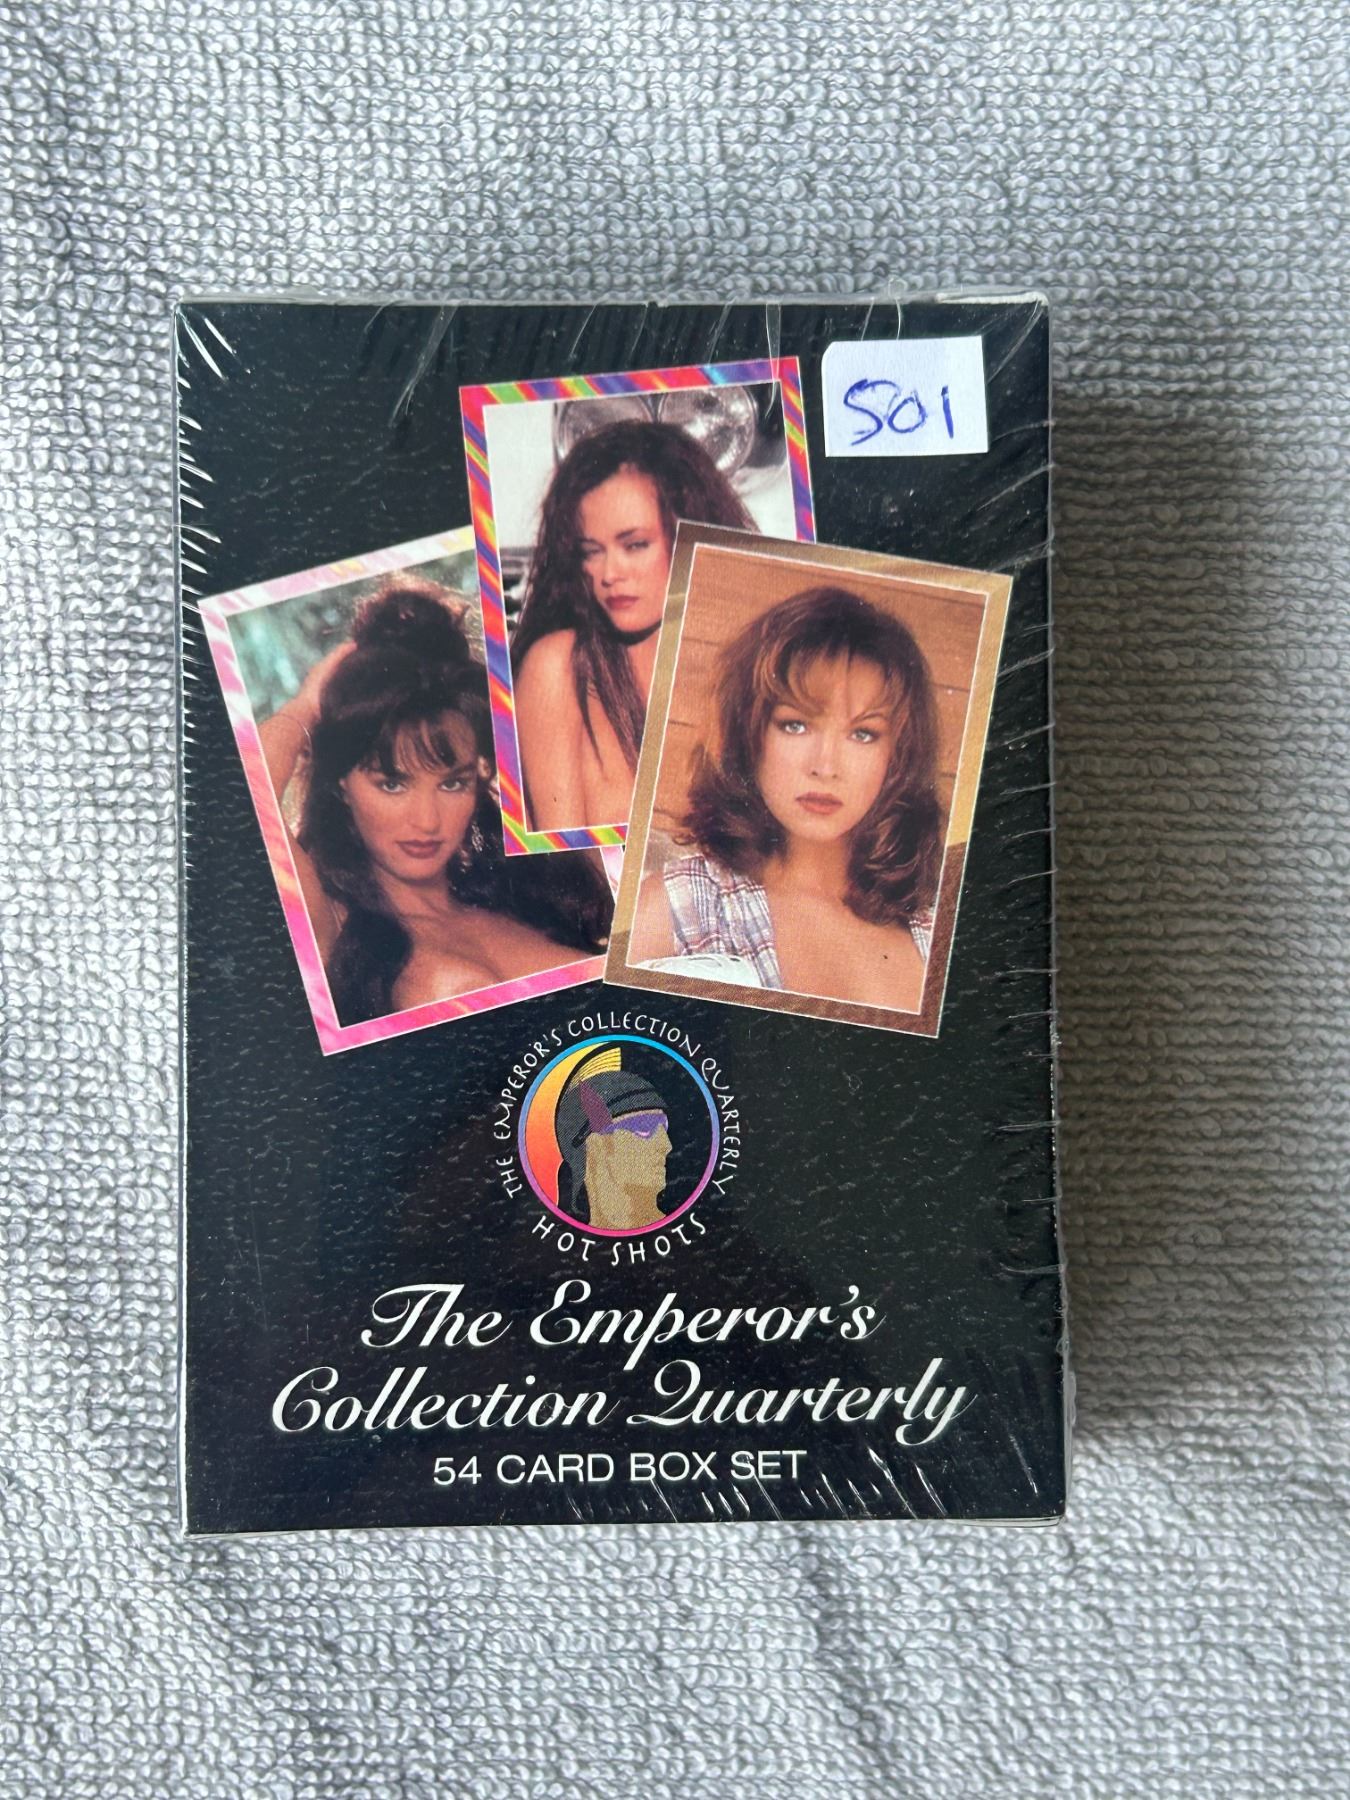 501
THE EMPEROR'S COLLECTION QUARTERLY
HOT SHOTS
The Emperor's
Collection Quarterly
54 CARD BOX SET